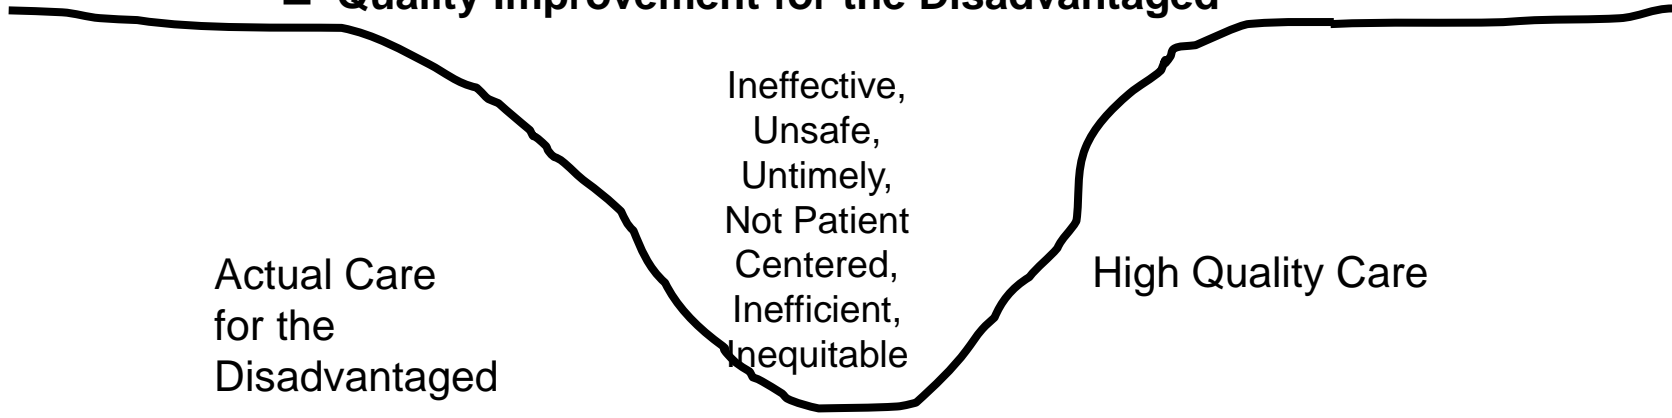 Quality Improvement for the Disadvantaged
Ineffective,
Unsafe,
Untimely,
Not Patient
Centered,
Inefficient,
Inequitable
Actual Care
for the
Disadvantaged
High Quality Care